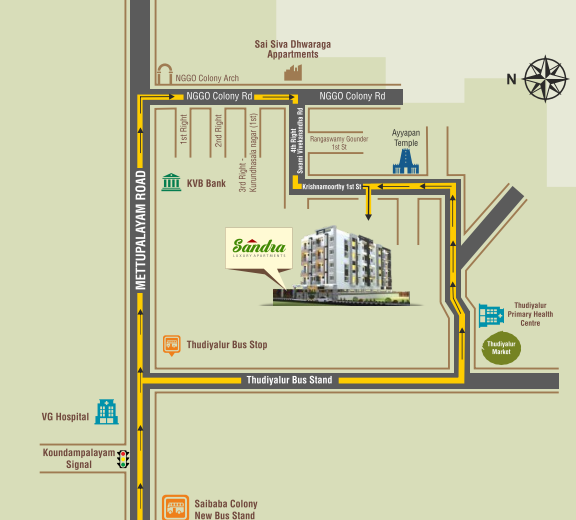 Sai Siva Dhwaraga
Appartments
N
NGGO Colony Arch
NGGO Colony Rd
NGGO Colony Rd
1st Right
2nd Right
3rd Right -
Kurundhasala nagar (1st)
4th Right
Swami Vivekanandha Rd
Rangaswamy Gounder
1st St
Ayyapan
Temple
KVB Bank
Krishnamoorthy 1st St
METTUPALAYAM ROAD
Sandra
LUXURY APARTMENTS
Thudiyalur
Primary Health
Centre
Thudiyalur Bus Stop
Thudiyalur
Market
Thudiyalur Bus Stand
VG Hospital
Koundampalayam
Signal
Saibaba Colony
New Bus Stand